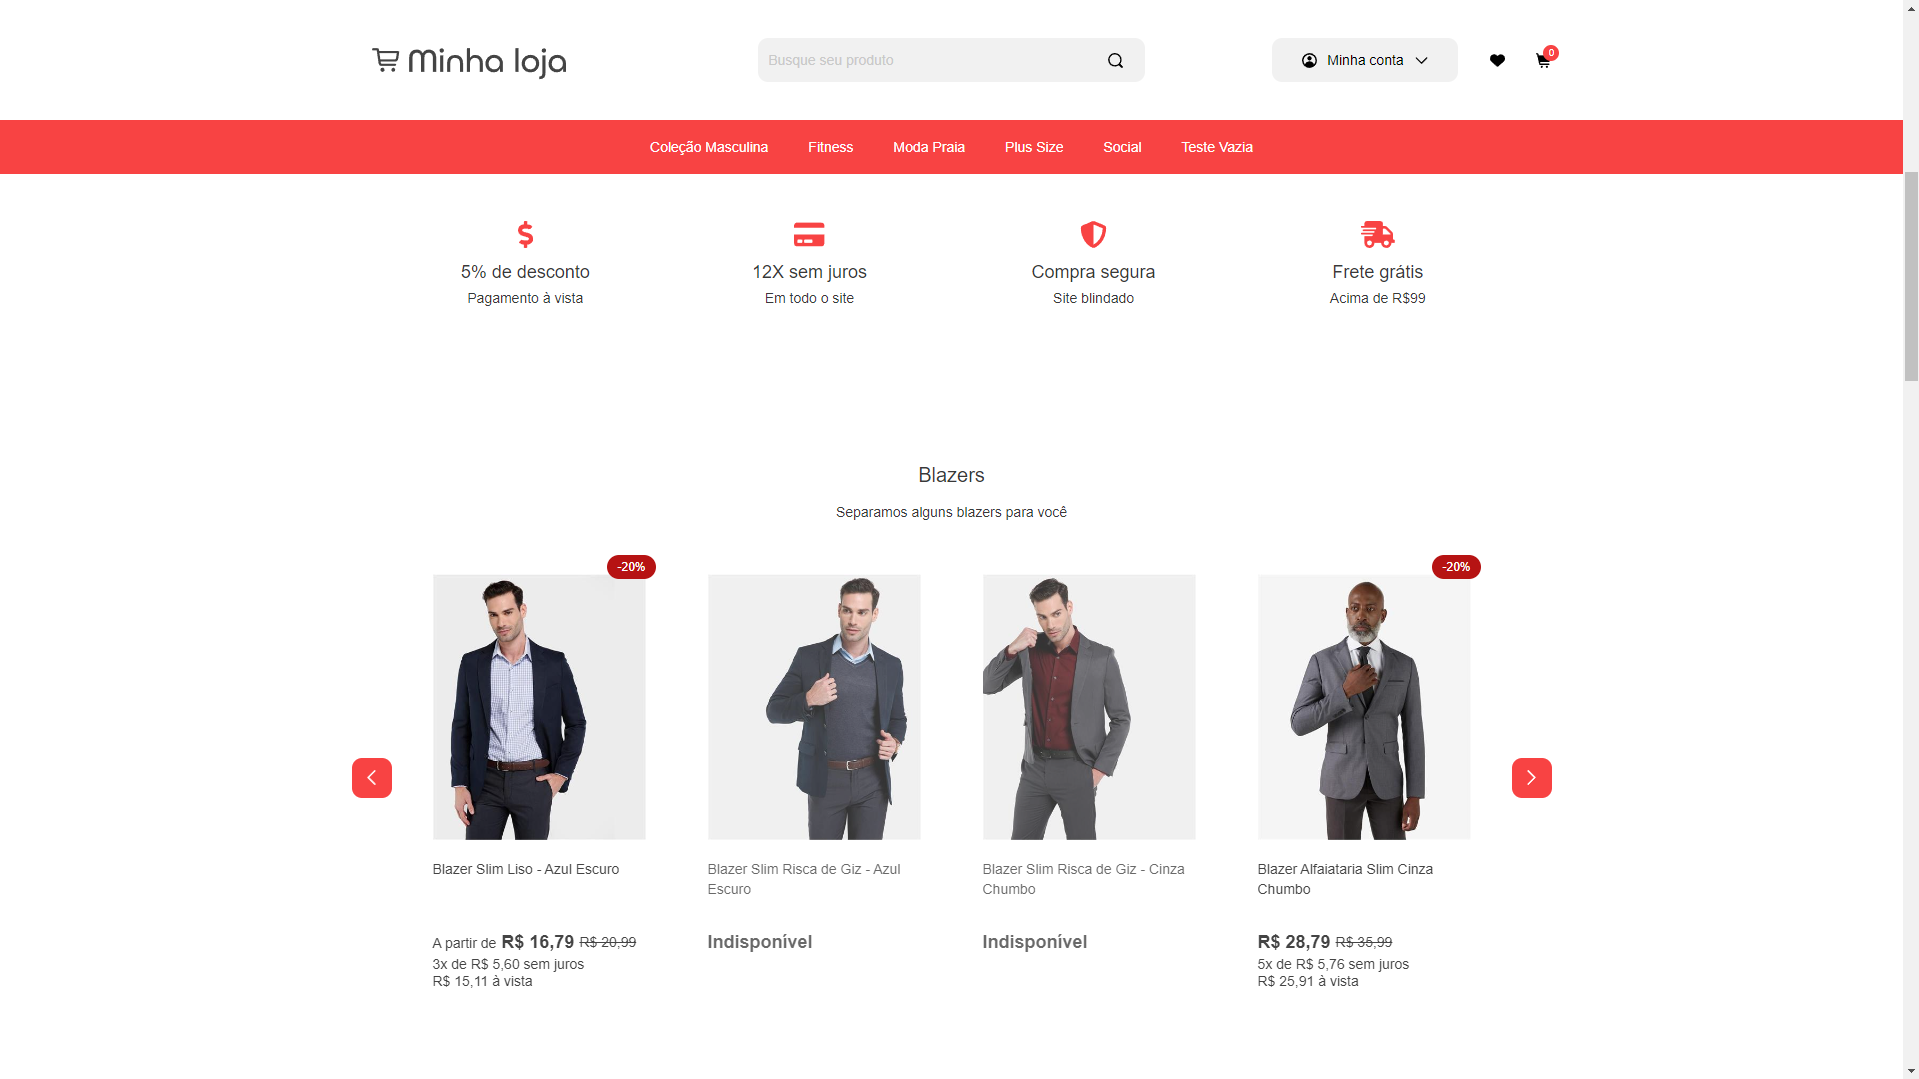 Minha loja
Busque seu produto
Minha conta
0
Coleção Masculina Fitness Moda Praia Plus Size Social Teste Vazia
5% de desconto
Pagamento à vista
12X sem juros
Em todo o site
Compra segura
Site blindado
Frete grátis
Acima de R$99
Blazers
Separamos alguns blazers para você
-20%
Blazer Slim Liso - Azul Escuro
A partir de R$ 16,79 R$ 20,99
3x de R$ 5,60 sem juros
R$ 15,11 à vista
Blazer Slim Risca de Giz - Azul
Escuro
Indisponível
Blazer Slim Risca de Giz - Cinza
Chumbo
Indisponível
-20%
Blazer Alfaiataria Slim Cinza
Chumbo
R$ 28,79 R$ 35,99
5x de R$ 5,76 sem juros
R$ 25,91 à vista